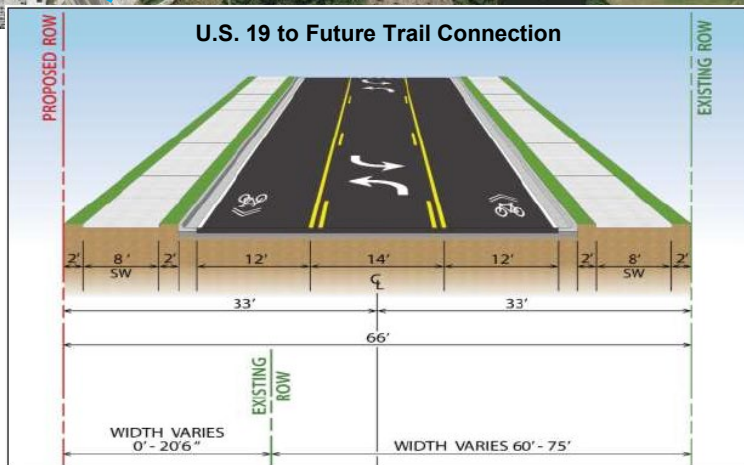 U.S. 19 to Future Trail Connection
PROPOSED ROW
EXISTING ROW
2' 8' 2' 12' 14' 12' 2' 8' 2'
SW SW
℄
33' 33'
66'
EXISTING
ROW
WIDTH VARIES
0' - 20'6"
WIDTH VARIES 60' - 75'